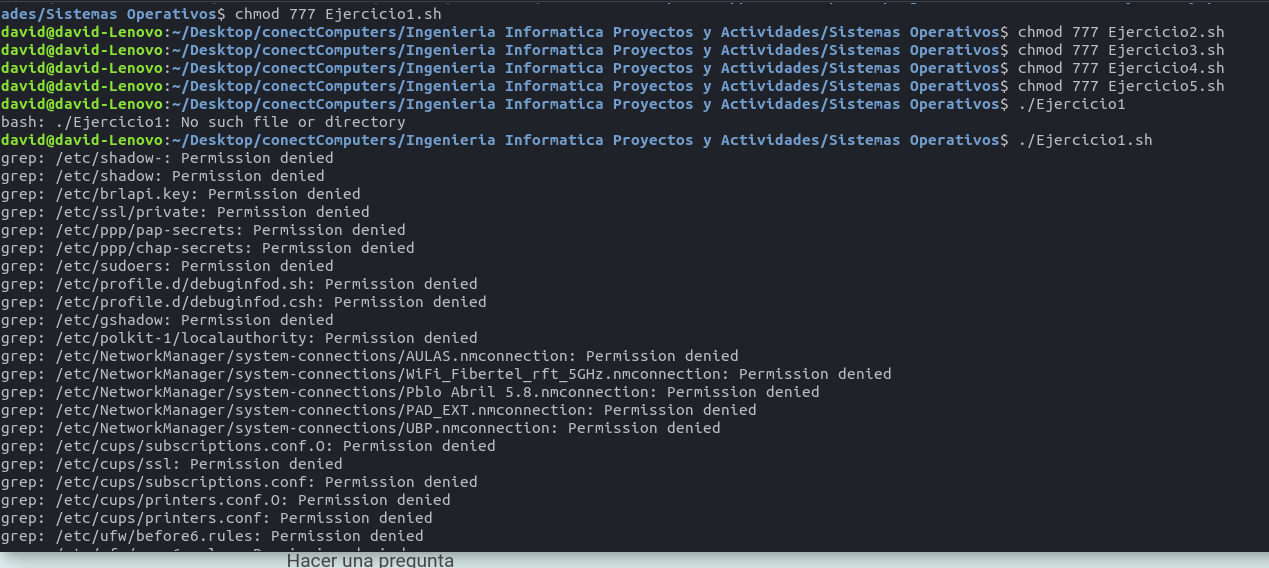 ades/Sistemas Operativos$ chmod 777 Ejercicio1.sh
david@david-Lenovo:~/Desktop/conectComputers/Ingenieria Informatica Proyectos y Actividades/Sistemas Operativos$ chmod 777 Ejercicio2.sh
david@david-Lenovo:~/Desktop/conectComputers/Ingenieria Informatica Proyectos y Actividades/Sistemas Operativos$ chmod 777 Ejercicio3.sh
david@david-Lenovo:~/Desktop/conectComputers/Ingenieria Informatica Proyectos y Actividades/Sistemas Operativos$ chmod 777 Ejercicio4.sh
david@david-Lenovo:~/Desktop/conectComputers/Ingenieria Informatica Proyectos y Actividades/Sistemas Operativos$ chmod 777 Ejercicio5.sh
david@david-Lenovo:~/Desktop/conectComputers/Ingenieria Informatica Proyectos y Actividades/Sistemas Operativos$ ./Ejercicio1
bash: ./Ejercicio1: No such file or directory
david@david-Lenovo:~/Desktop/conectComputers/Ingenieria Informatica Proyectos y Actividades/Sistemas Operativos$ ./Ejercicio1.sh
grep: /etc/shadow-: Permission denied
grep: /etc/shadow: Permission denied
grep: /etc/brlapi.key: Permission denied
grep: /etc/ssl/private: Permission denied
grep: /etc/ppp/pap-secrets: Permission denied
grep: /etc/ppp/chap-secrets: Permission denied
grep: /etc/sudoers: Permission denied
grep: /etc/profile.d/debuginfod.sh: Permission denied
grep: /etc/profile.d/debuginfod.csh: Permission denied
grep: /etc/gshadow: Permission denied
grep: /etc/polkit-1/localauthority: Permission denied
grep: /etc/NetworkManager/system-connections/AULAS.nmconnection: Permission denied
grep: /etc/NetworkManager/system-connections/WiFi_Fibertel_rft_5GHz.nmconnection: Permission denied
grep: /etc/NetworkManager/system-connections/Pblo Abril 5.8.nmconnection: Permission denied
grep: /etc/NetworkManager/system-connections/PAD_EXT.nmconnection: Permission denied
grep: /etc/NetworkManager/system-connections/UBP.nmconnection: Permission denied
grep: /etc/cups/subscriptions.conf.O: Permission denied
grep: /etc/cups/ssl: Permission denied
grep: /etc/cups/subscriptions.conf: Permission denied
grep: /etc/cups/printers.conf.O: Permission denied
grep: /etc/cups/printers.conf: Permission denied
grep: /etc/ufw/before6.rules: Permission denied
Hacer una pregunta